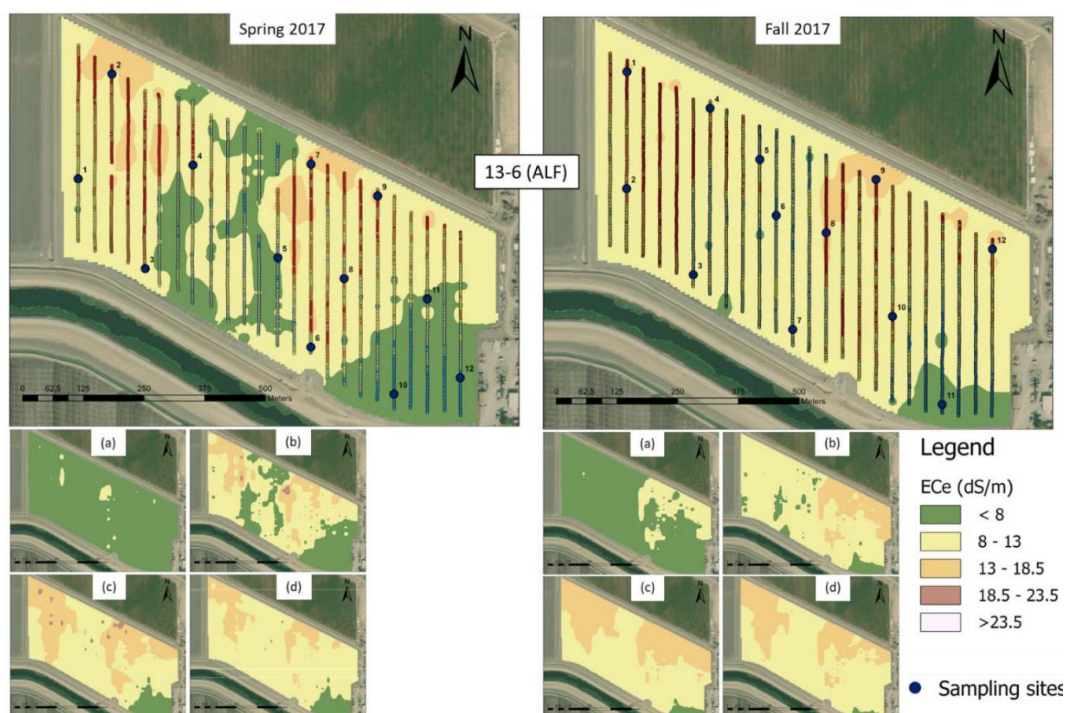 Spring 2017
N
2
1
4
7
9
3
5
8
11
6
10
12
0 62.5 125 250 375 500
Meters
13-6 (ALF)
Fall 2017
N
1
4
5
9
2
6
8
12
3
10
7
11
0 62.5 125 250 375 500
Meters
(a)
(b)
(c)
(d)
(a)
(b)
(c)
(d)
Legend
ECe (dS/m)
< 8
8 - 13
13 - 18.5
18.5 - 23.5
>23.5
Sampling sites